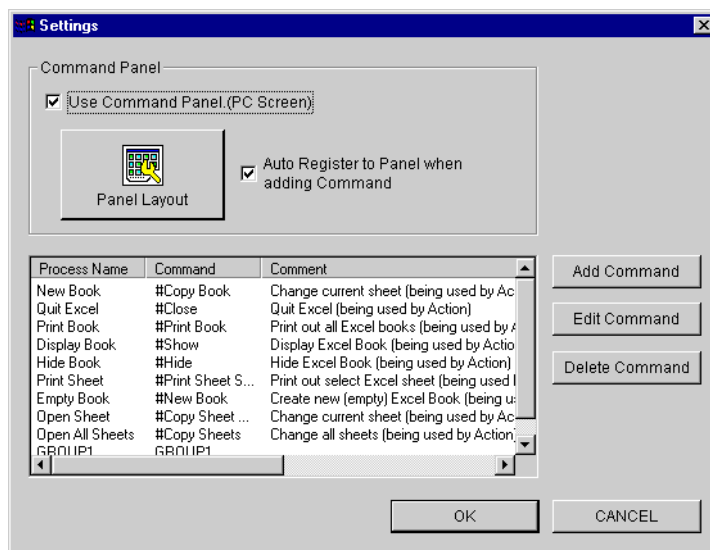 Settings
Command Panel
Use Command Panel.(PC Screen)
Panel Layout
Auto Register to Panel when
adding Command
Process Name Command Comment
New Book #Copy Book Change current sheet (being used by Ac
Quit Excel #Close Quit Excel (being used by Action)
Print Book #Print Book Print out all Excel books (being used by A
Display Book #Show Display Excel Book (being used by Actio
Hide Book #Hide Hide Excel Book (being used by Action)
Print Sheet #Print Sheet S... Print out select Excel sheet (being used
Empty Book #New Book Create new (empty) Excel Book (being u
Open Sheet #Copy Sheet ... Change current sheet (being used by Ac
Open All Sheets #Copy Sheets Change all sheets (being used by Action
GROUP1 GROUP1
Add Command
Edit Command
Delete Command
OK
CANCEL